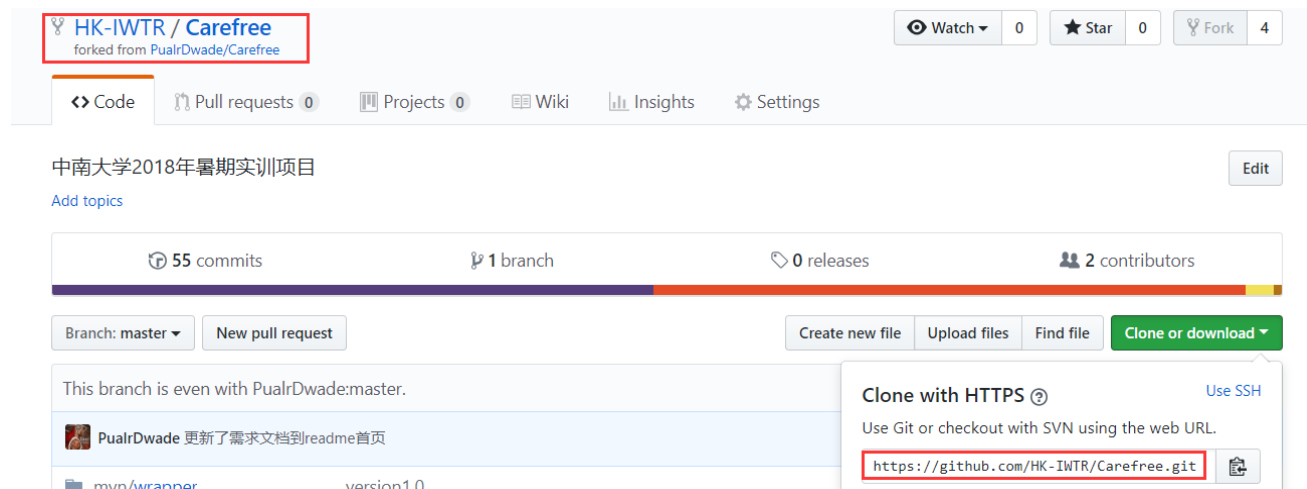 HK-IWTR / Carefree
Watch 0 Star 0 Fork 4
forked from PualrDwade/Carefree
Code Pull requests 0 Projects 0 Wiki Insights Settings
中南大学2018年暑期实训项目
Edit
Add topics
55 commits 1 branch 0 releases 2 contributors
Branch: master New pull request Create new file Upload files Find file Clone or download
This branch is even with PualrDwade:master.
Clone with HTTPS ? Use SSH
Use Git or checkout with SVN using the web URL.
PualrDwade 更新了需求文档到readme首页
https://github.com/HK-IWTR/Carefree.git
.mvn/wrapper version1.0